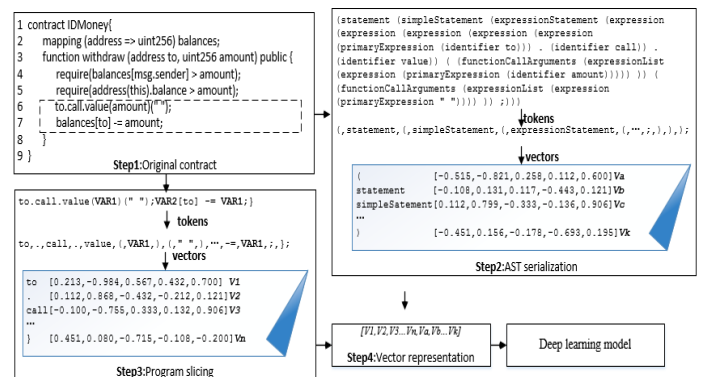 1 contract IDMoney{
2 mapping (address => uint256) balances;
3 function withdraw (address to, uint256 amount) public {
4 require(balances[msg.sender] > amount);
5 require(address(this).balance > amount);
6 to.call.value(amount)(" ");
7 balances[to] -= amount;
8 }
9 }
Step1:Original contract
(statement (simpleStatement (expressionStatement (expression
(expression (expression (expression (expression
(primaryExpression (identifier to))) . (identifier call)) .
(identifier value)) ( (functionCallArguments (expressionList
(expression (primaryExpression (identifier amount))))) )) (
(functionCallArguments (expressionList (expression
(primaryExpression " ")))) )) ;)))
tokens
(,statement,(,simpleStatement,(,expressionStatement,(,…,;,),),);
vectors
( [-0.515,-0.821,0.258,0.112,0.600]Va
statement [-0.108,0.131,0.117,-0.443,0.121]Vb
simpleSatement[0.112,0.799,-0.333,-0.136,0.906]Vc
…
) [-0.451,0.156,-0.178,-0.693,0.195]Vk
Step2:AST serialization
to.call.value(VAR1)(" ");VAR2[to] -= VAR1;}
tokens
to,.,call,.,value,(,VAR1,),(," ",),…,-=,VAR1,;,};
vectors
to [0.213,-0.984,0.567,0.432,0.700] V1
. [0.112,0.868,-0.432,-0.212,0.121]V2
call[-0.100,-0.755,0.333,0.132,0.906]V3
…
} [0.451,0.080,-0.715,-0.108,-0.200]Vn
Step3:Program slicing
[V1,V2,V3...Vn,Va,Vb...Vk]
Step4:Vector representation
Deep learning model